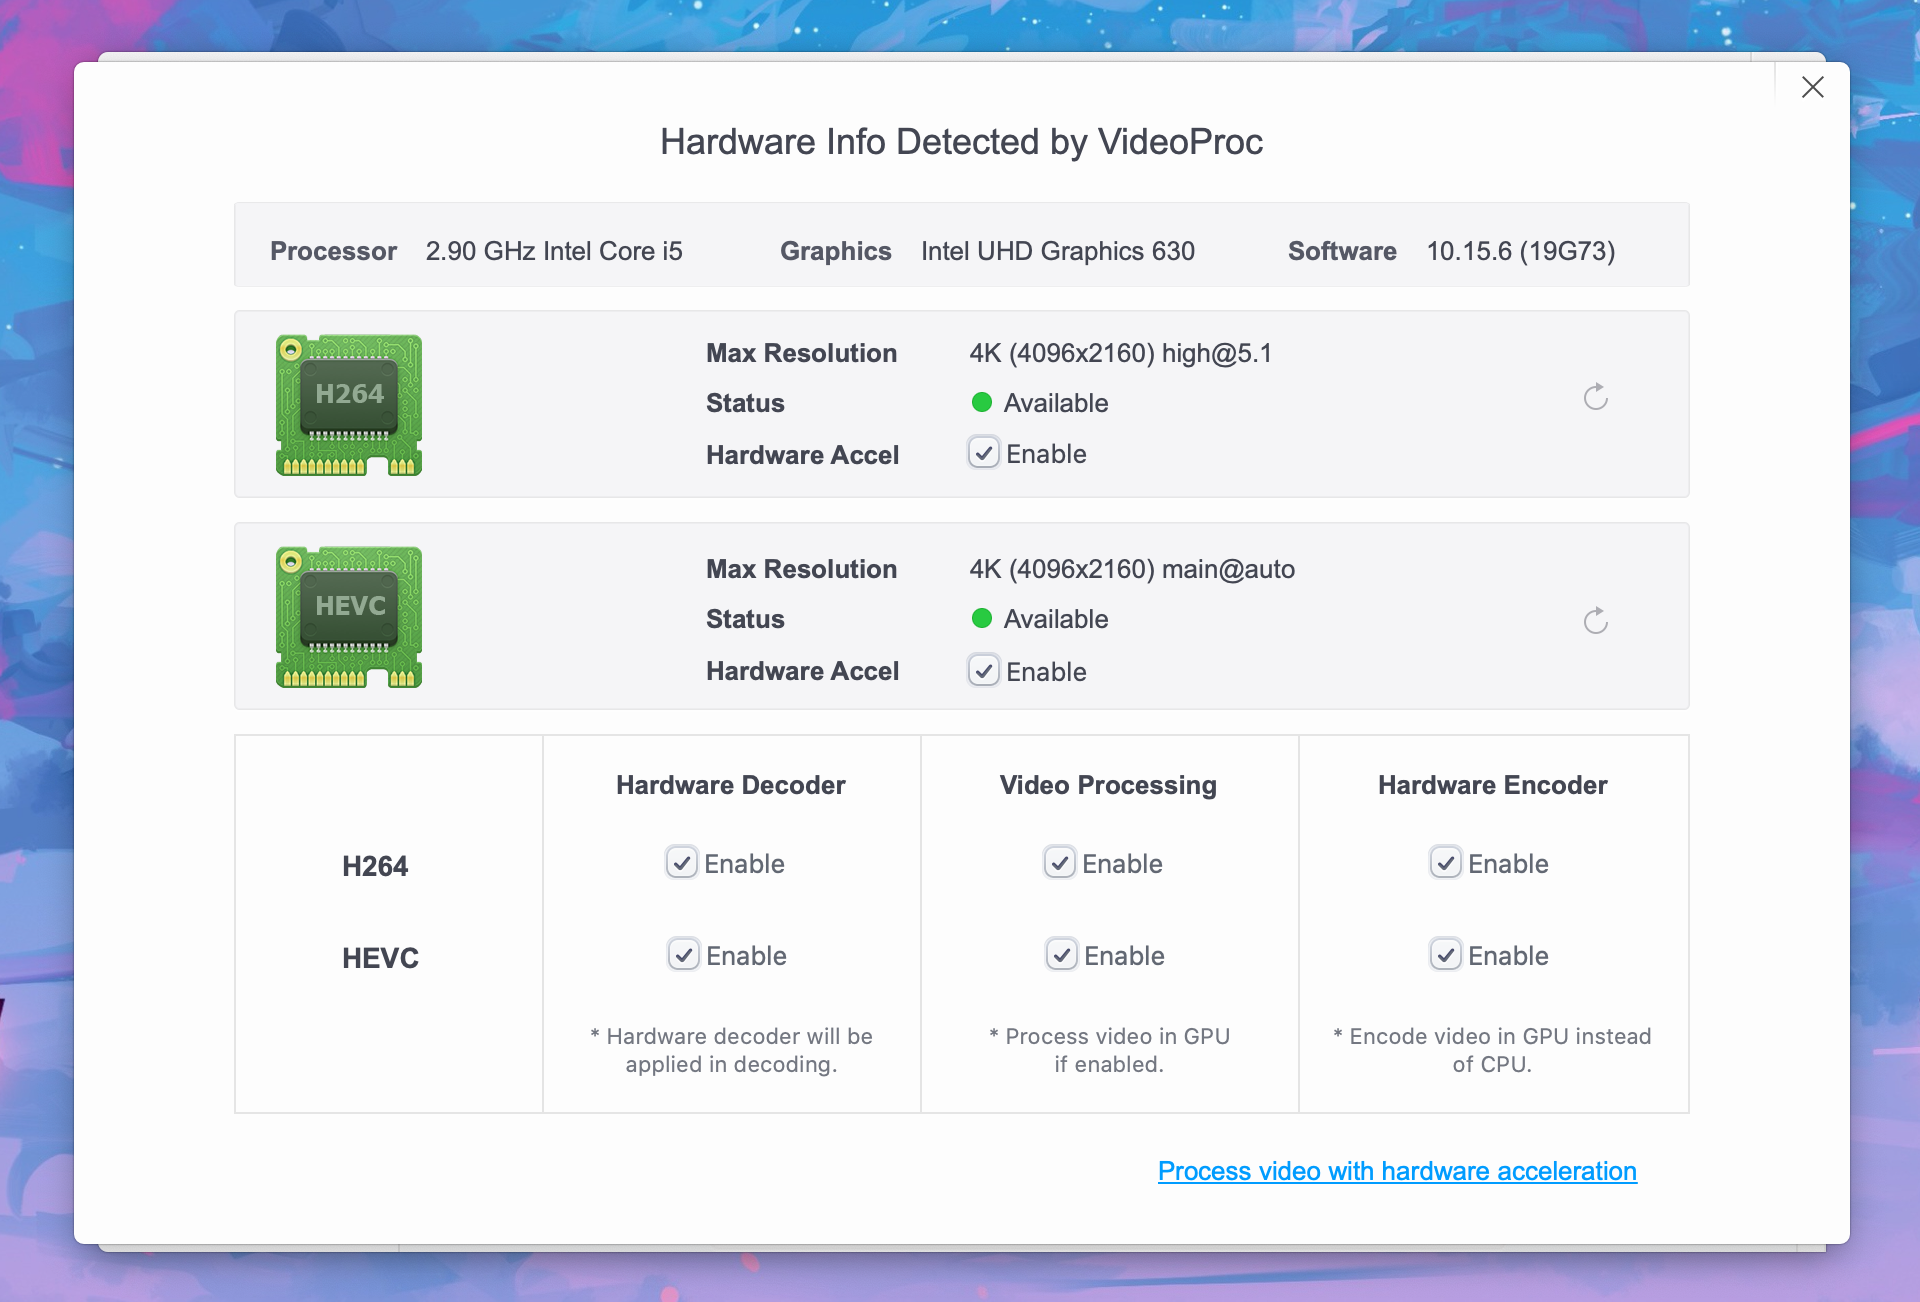 Hardware Info Detected by VideoProc
Processor 2.90 GHz Intel Core i5 Graphics Intel UHD Graphics 630 Software 10.15.6 (19G73)
H264
Max Resolution 4K (4096x2160) high@5.1
Status Available
Hardware Accel Enable
HEVC
Max Resolution 4K (4096x2160) main@auto
Status Available
Hardware Accel Enable
Hardware Decoder Video Processing Hardware Encoder
H264 Enable Enable Enable
HEVC Enable Enable Enable
* Hardware decoder will be
applied in decoding.
* Process video in GPU
if enabled.
* Encode video in GPU instead
of CPU.
Process video with hardware acceleration